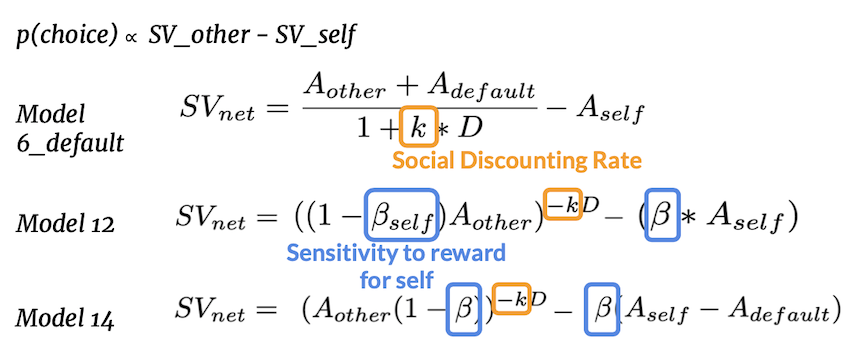 p(choice) ∝ SV_other - SV_self
Model 6_default
SV_net = (A_other + A_default) / (1 + k * D) − A_self
Social Discounting Rate
Model 12
SV_net = ((1 − β_self)A_other)^−kD − (β * A_self)
Sensitivity to reward
for self
Model 14
SV_net = (A_other(1 − β))^−kD − β(A_self − A_default)